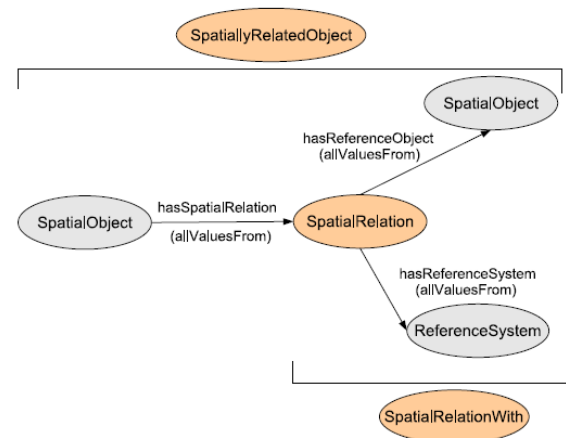 SpatiallyRelatedObject
SpatialObject
hasReferenceObject
(allValuesFrom)
hasSpatialRelation
SpatialObject
SpatialRelation
(allValuesFrom)
hasReferenceSystem
(allValuesFrom)
ReferenceSystem
SpatialRelationWith